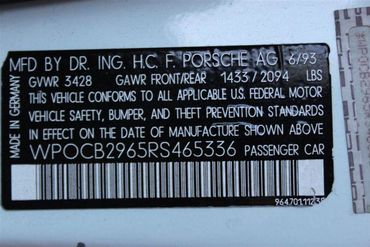 MFD BY DR. ING. H.C. F. PORSCHE AG 6/93
GVWR 3428 GAWR FRONT/REAR 1433/2094 LBS
THIS VEHICLE CONFORMS TO ALL APPLICABLE U.S. FEDERAL MOTOR
VEHICLE SAFETY, BUMPER, AND THEFT PREVENTION STANDARDS
IN EFFECT ON THE DATE OF MANUFACTURE SHOWN ABOVE.
WPOCB2965RS465336 PASSENGER CAR
MADE IN GERMANY